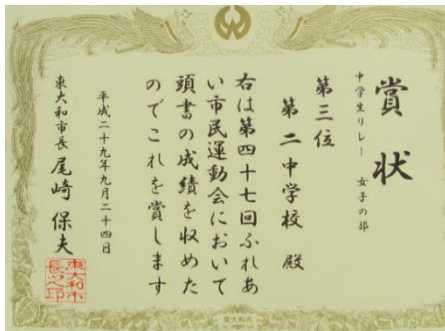 賞状
中学生リレー 女子の部
第三位
第二中学校 殿
右は第四十七回ふれあ
い市民運動会において
頭書の成績を収めた
のでこれを賞します
平成二十九年九月二十四日
東大和市長 尾崎保夫
東大和市
長之印
東大和市